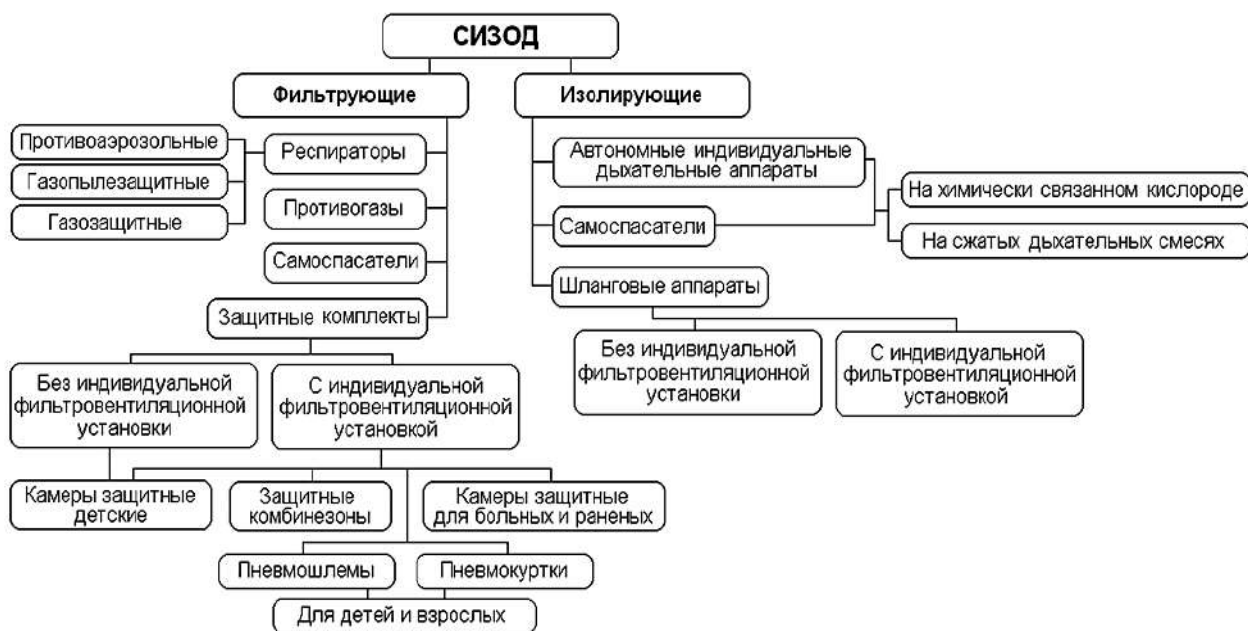 СИЗОД
Фильтрующие
Изолирующие
Противоаэрозольные
Газопылезащитные
Газозащитные
Респираторы
Противогазы
Самоспасатели
Защитные комплекты
Автономные индивидуальные
дыхательные аппараты
Самоспасатели
Шланговые аппараты
На химически связанном кислороде
На сжатых дыхательных смесях
Без индивидуальной
фильтровентиляционной
установки
С индивидуальной
фильтровентиляционной
установкой
Без индивидуальной
фильтровентиляционной
установки
С индивидуальной
фильтровентиляционной
установкой
Камеры защитные
детские
Защитные
комбинезоны
Камеры защитные
для больных и раненых
Пневмошлемы
Пневмокуртки
Для детей и взрослых